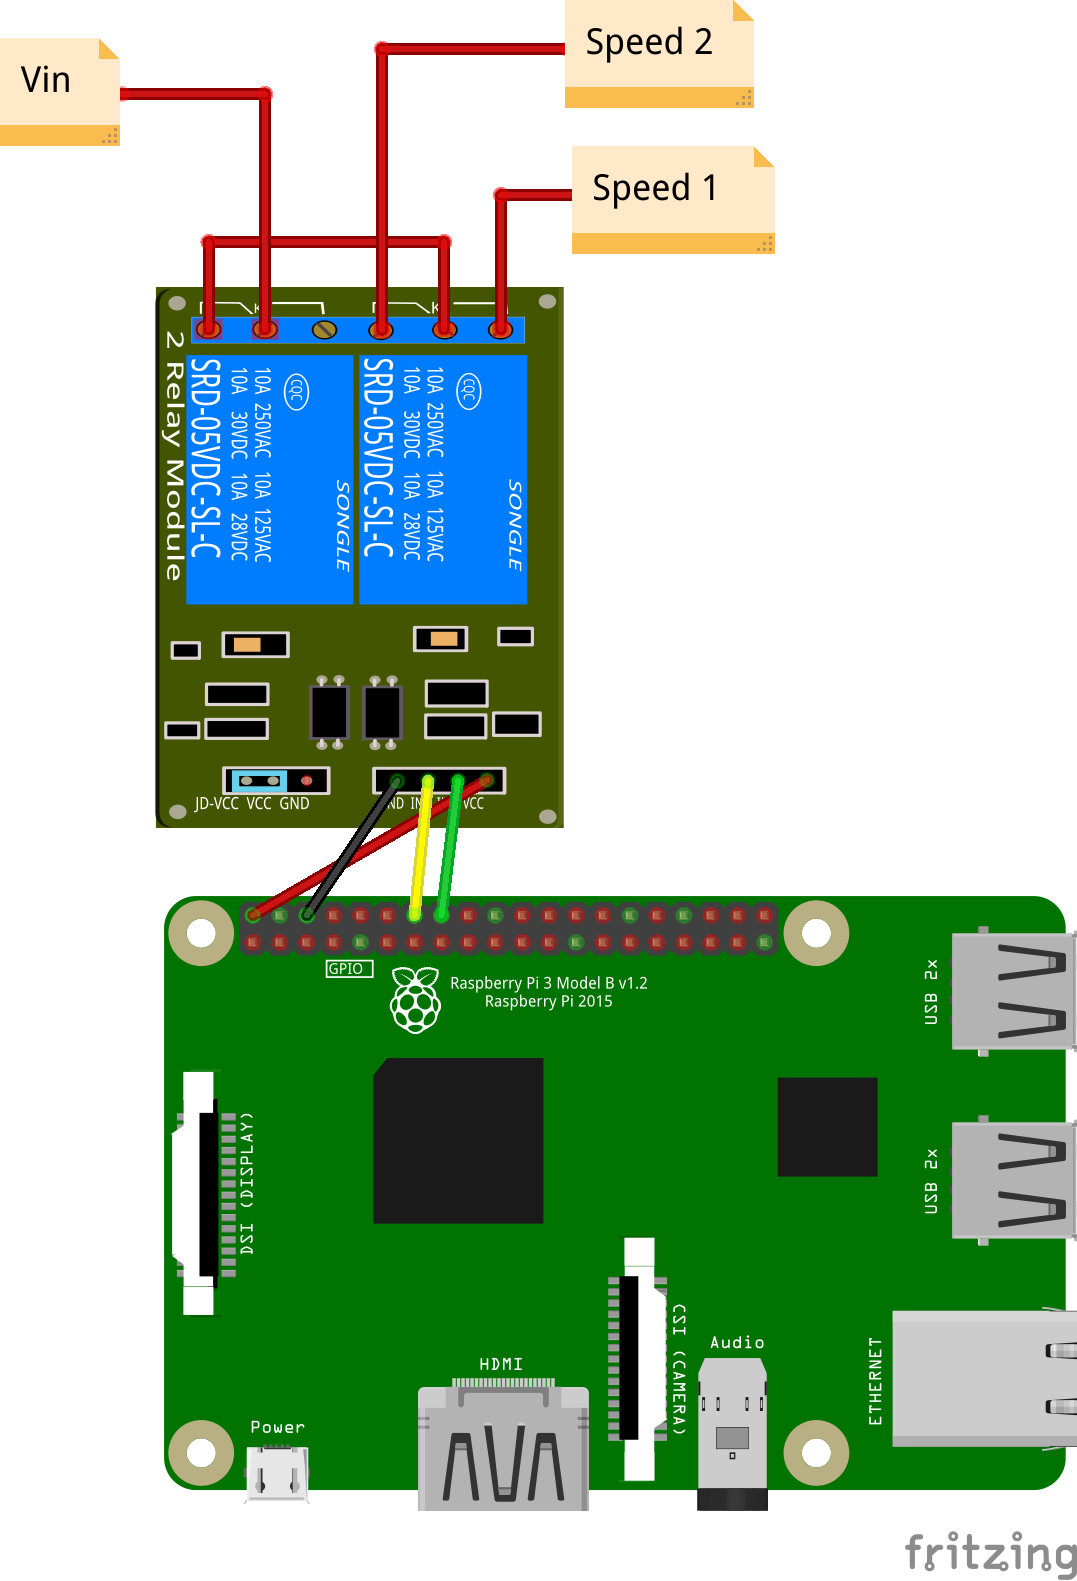 Speed 2
Vin
Speed 1
K
K
2 Relay Module
SRD-05VDC-SL-C
10A 30VDC 10A 28VDC
10A 250VAC 10A 125VAC
CQC
SONGLE
SRD-05VDC-SL-C
10A 30VDC 10A 28VDC
10A 250VAC 10A 125VAC
CQC
SONGLE
JD-VCC VCC GND
VCC
GPIO
Raspberry Pi 3 Model B v1.2
Raspberry Pi 2015
USB 2x
DSI (DISPLAY)
USB 2x
CSI (CAMERA)
Audio
ETHERNET
HDMI
Power
fritzing